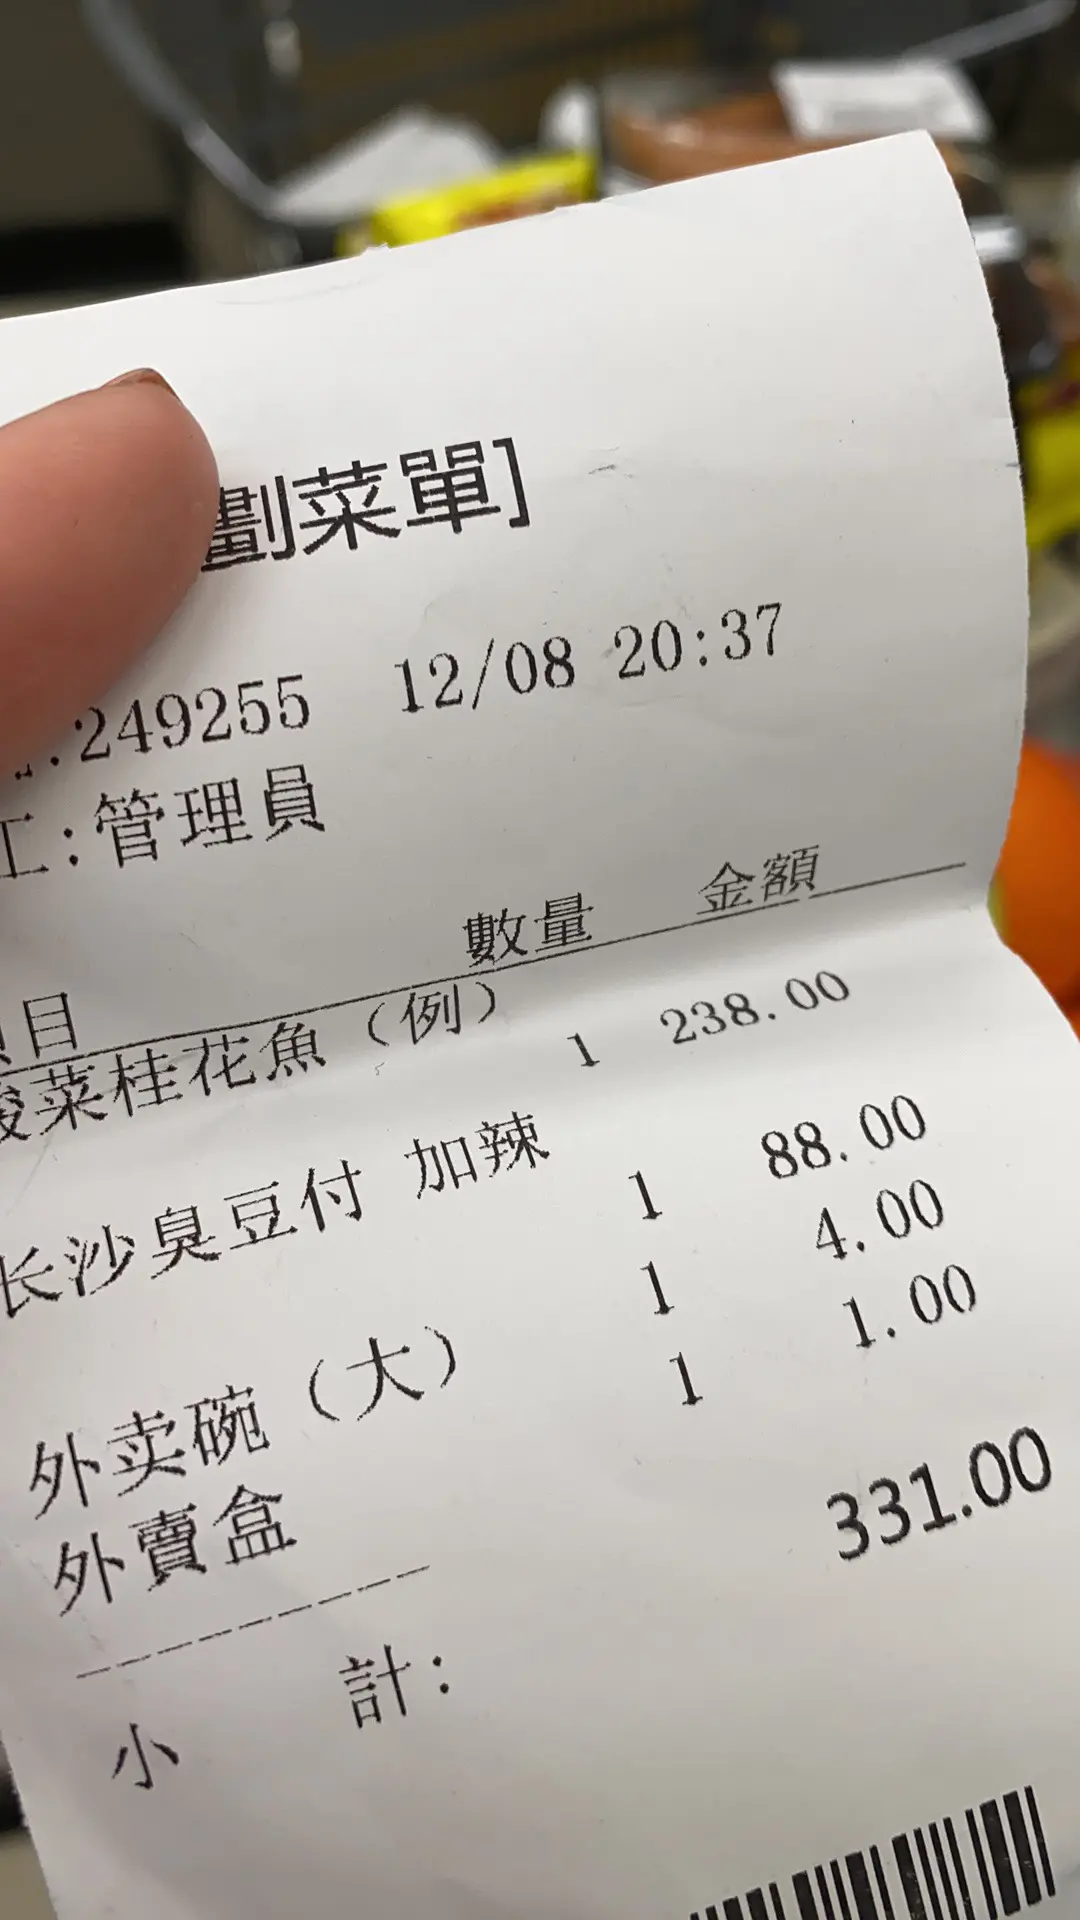 劃菜單]
.:249255 12/08 20:37
工:管理員
項目 數量 金額
酸菜桂花魚(例) 1 238.00
长沙臭豆付 加辣 1 88.00
外卖碗(大) 1 4.00
外賣盒 1 1.00
小計: 331.00